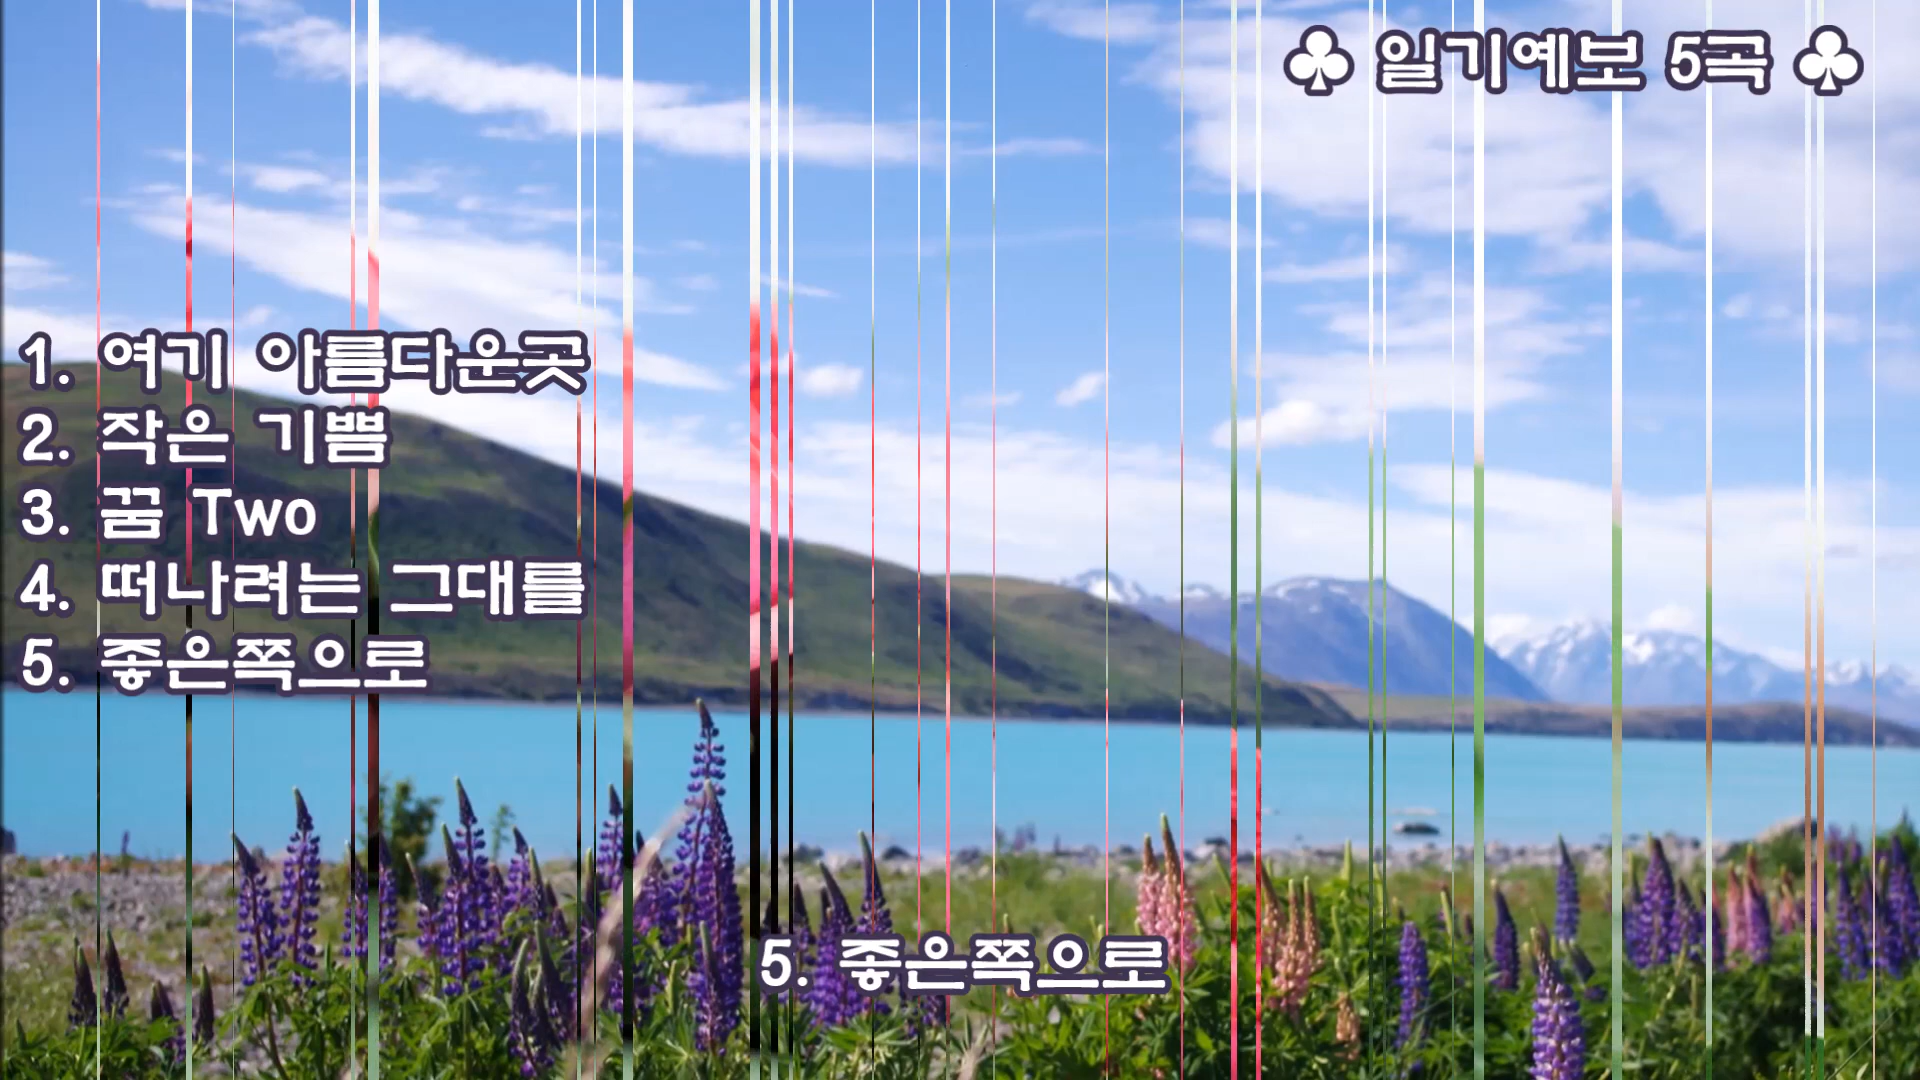 ♣ 일기예보 5곡 ♣
1. 여기 아름다운곳
2. 작은 기쁨
3. 꿈 Two
4. 떠나려는 그대를
5. 좋은쪽으로
5. 좋은쪽으로